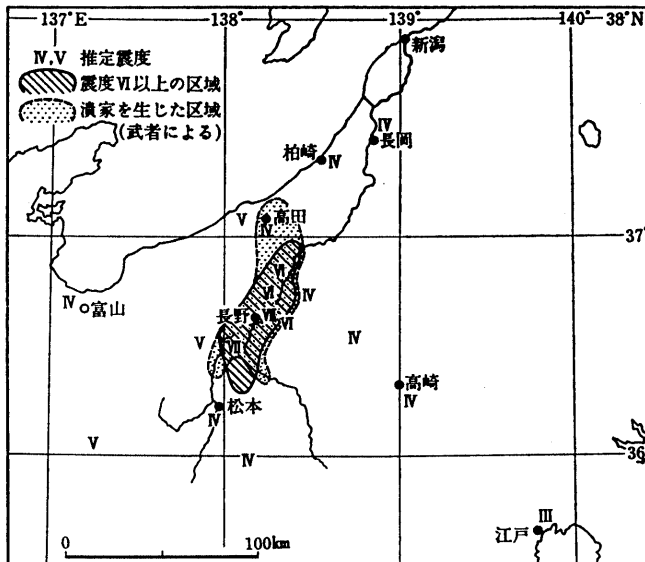 137°E
138°
139°
140° 38°N
Ⅳ,Ⅴ 推定震度
震度Ⅵ以上の区域
潰家を生じた区域
(武者による)
新潟
Ⅳ
長岡
柏崎
Ⅳ
Ⅴ
高田
Ⅳ
37°
Ⅵ
Ⅵ
Ⅳ
Ⅳ
富山
長野
Ⅶ
Ⅵ
Ⅴ
Ⅶ
Ⅳ
高崎
Ⅳ
松本
Ⅳ
Ⅴ
Ⅳ
36°
Ⅲ
江戸
0
100km